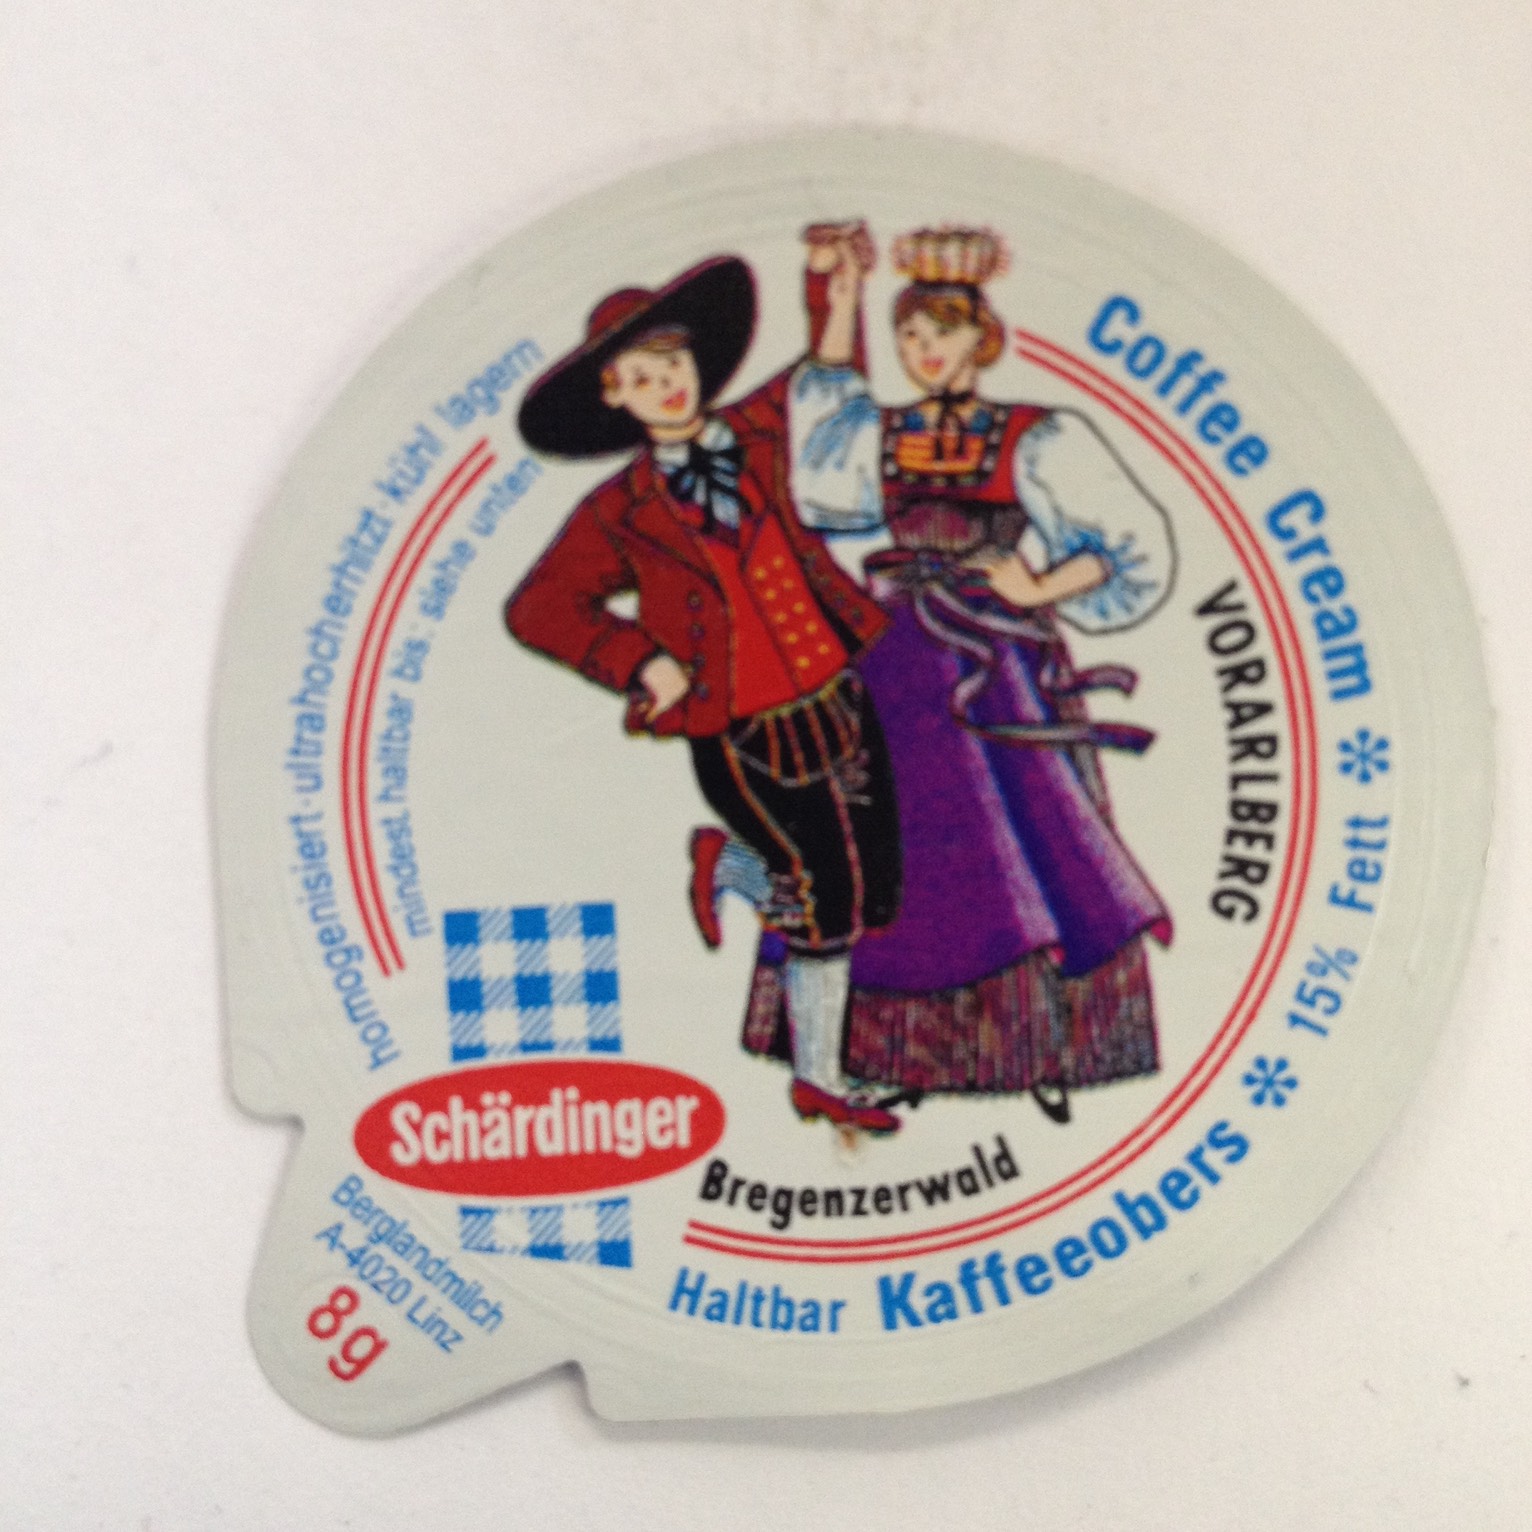 homogenisiert·ultrahocherhitzt·kühl lagern
mindest. haltbar bis: siehe unten
Coffee Cream * 15% Fett * Haltbar Kaffeeobers
VORARLBERG
Bregenzerwald
Schärdinger
Berglandmilch
A-4020 Linz
8g